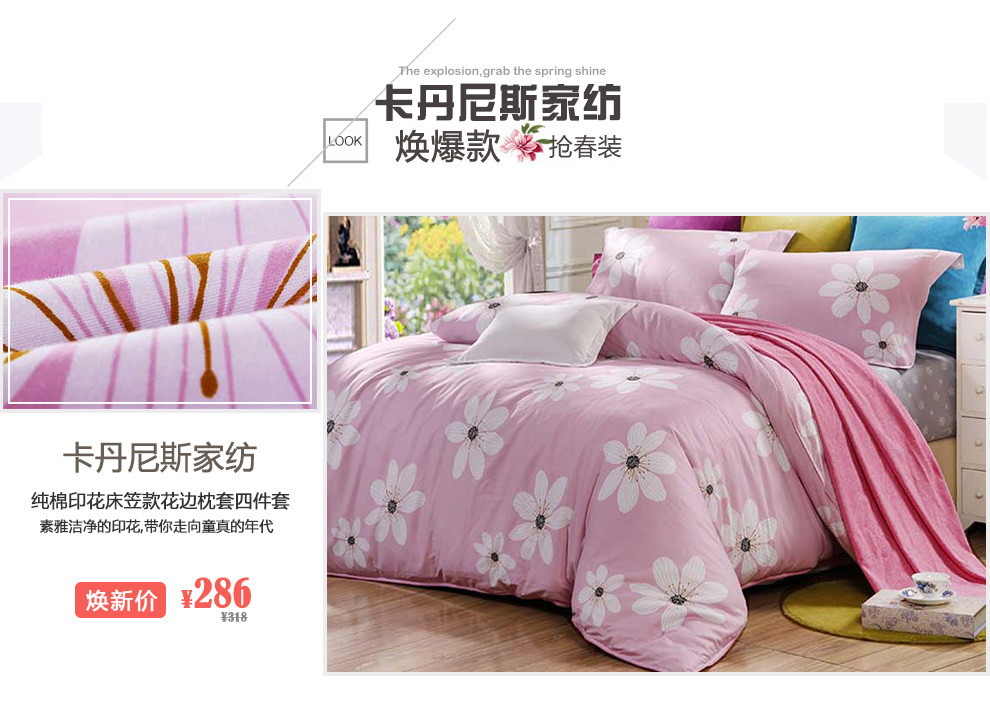 The explosion,grab the spring shine
卡丹尼斯家纺
LOOK
焕爆款
抢春装
卡丹尼斯家纺
纯棉印花床笠款花边枕套四件套
素雅洁净的印花,带你走向童真的年代
焕新价 ¥286
¥318